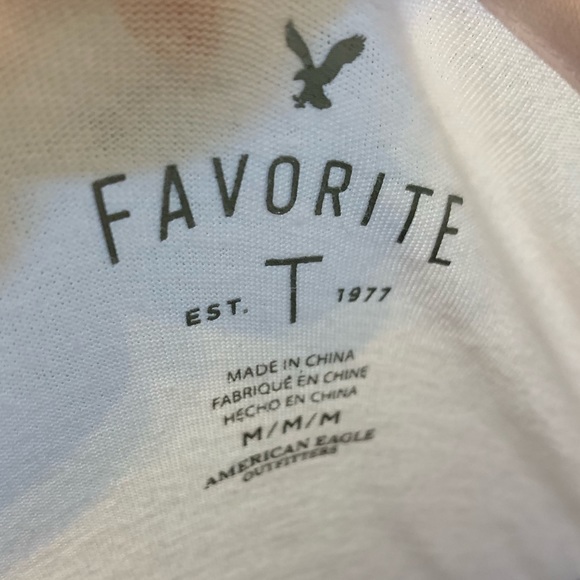 FAVORITE
EST. T 1977
MADE IN CHINA
FABRIQUÉ EN CHINE
HECHO EN CHINA
M/M/M
AMERICAN EAGLE
OUTFITTERS